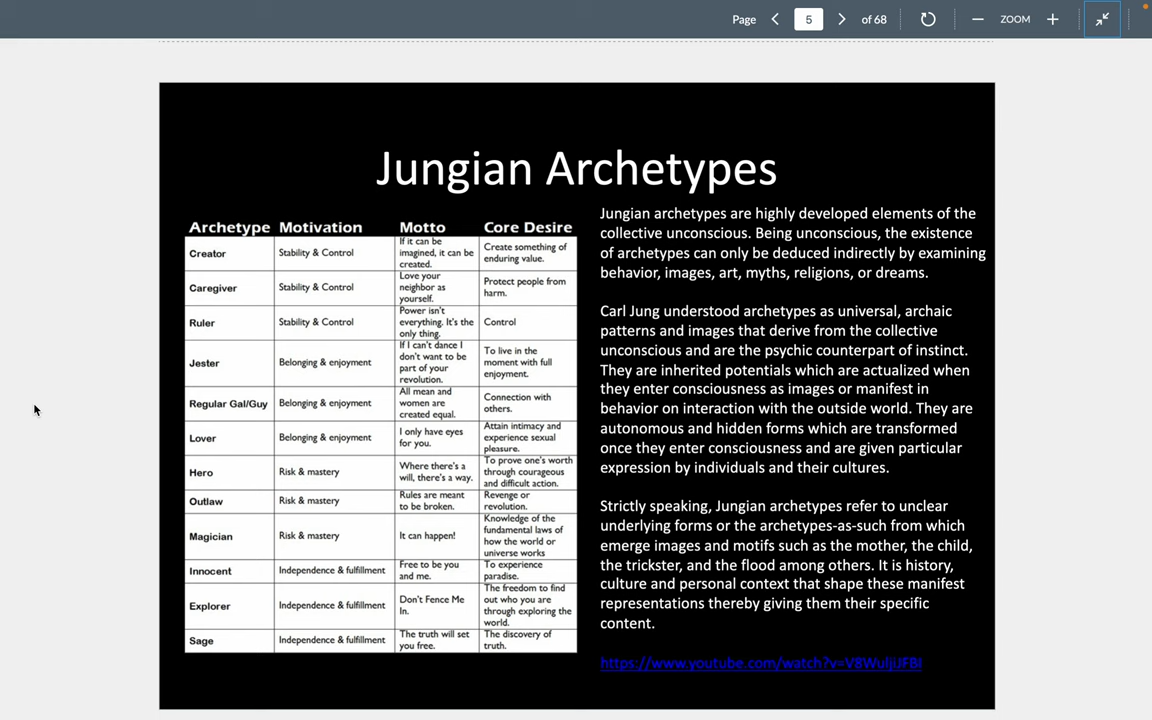 Page 5 of 68 ZOOM
Jungian Archetypes
Archetype Motivation Motto Core Desire
Creator Stability & Control If it can be imagined, it can be created. Create something of enduring value.
Caregiver Stability & Control Love your neighbor as yourself. Protect people from harm.
Ruler Stability & Control Power isn't everything. It's the only thing. Control
Jester Belonging & enjoyment If I can't dance I don't want to be part of your revolution. To live in the moment with full enjoyment.
Regular Gal/Guy Belonging & enjoyment All mean and women are created equal. Connection with others.
Lover Belonging & enjoyment I only have eyes for you. Attain intimacy and experience sexual pleasure.
Hero Risk & mastery Where there's a will, there's a way. To prove one's worth through courageous and difficult action.
Outlaw Risk & mastery Rules are meant to be broken. Revenge or revolution.
Magician Risk & mastery It can happen! Knowledge of the fundamental laws of how the world or universe works
Innocent Independence & fulfillment Free to be you and me. To experience paradise.
Explorer Independence & fulfillment Don't Fence Me In. The freedom to find out who you are through exploring the world.
Sage Independence & fulfillment The truth will set you free. The discovery of truth.
Jungian archetypes are highly developed elements of the
collective unconscious. Being unconscious, the existence
of archetypes can only be deduced indirectly by examining
behavior, images, art, myths, religions, or dreams.
Carl Jung understood archetypes as universal, archaic
patterns and images that derive from the collective
unconscious and are the psychic counterpart of instinct.
They are inherited potentials which are actualized when
they enter consciousness as images or manifest in
behavior on interaction with the outside world. They are
autonomous and hidden forms which are transformed
once they enter consciousness and are given particular
expression by individuals and their cultures.
Strictly speaking, Jungian archetypes refer to unclear
underlying forms or the archetypes-as-such from which
emerge images and motifs such as the mother, the child,
the trickster, and the flood among others. It is history,
culture and personal context that shape these manifest
representations thereby giving them their specific
content.